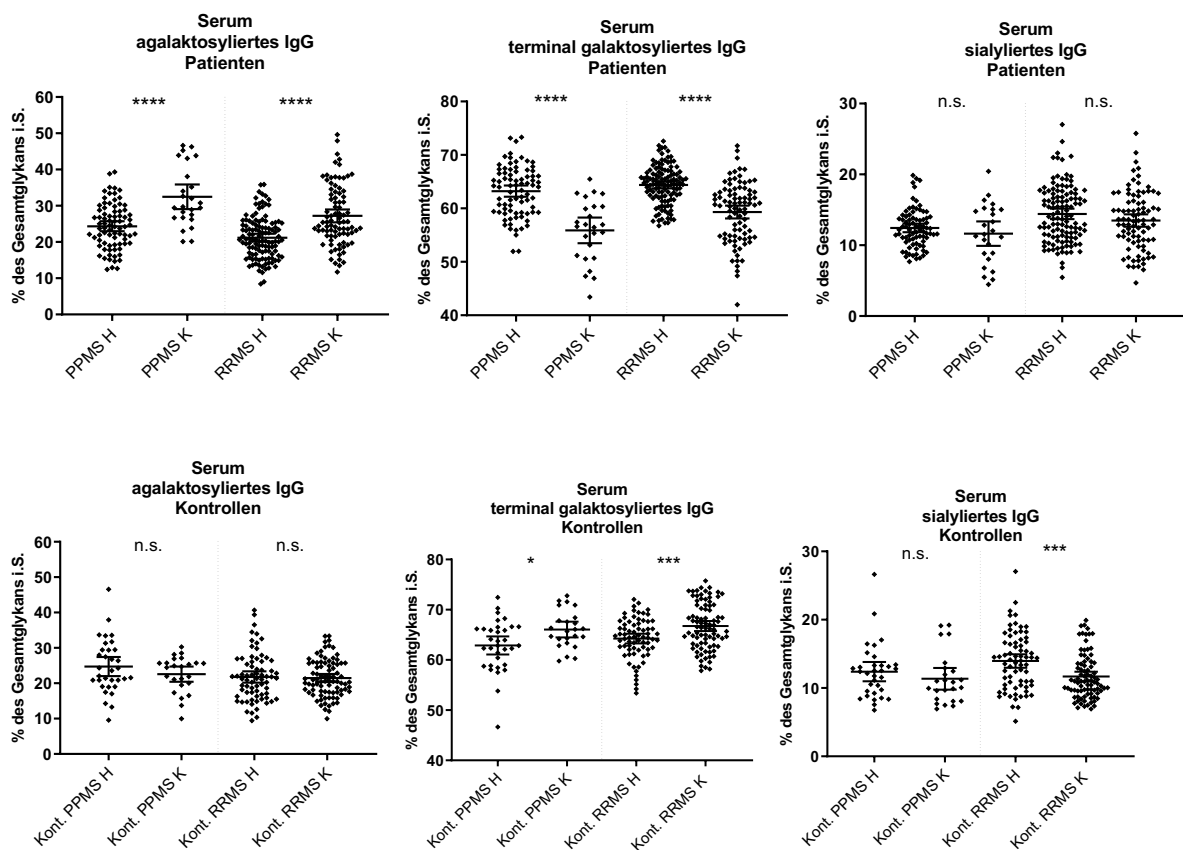 Serum
agalaktosyliertes IgG
Patienten
% des Gesamtglykans i.S.
60
50
40
30
20
10
0
****
****
PPMS H
PPMS K
RRMS H
RRMS K
Serum
terminal galaktosyliertes IgG
Patienten
% des Gesamtglykans i.S.
80
70
60
50
40
****
****
PPMS H
PPMS K
RRMS H
RRMS K
Serum
sialyliertes IgG
Patienten
% des Gesamtglykans i.S.
30
20
10
0
n.s.
n.s.
PPMS H
PPMS K
RRMS H
RRMS K
Serum
agalaktosyliertes IgG
Kontrollen
% des Gesamtglykans i.S.
60
50
40
30
20
10
0
n.s.
n.s.
Kont. PPMS H
Kont. PPMS K
Kont. RRMS H
Kont. RRMS K
Serum
terminal galaktosyliertes IgG
Kontrollen
% des Gesamtglykans i.S.
80
70
60
50
40
*
***
Kont. PPMS H
Kont. PPMS K
Kont. RRMS H
Kont. RRMS K
Serum
sialyliertes IgG
Kontrollen
% des Gesamtglykans i.S.
30
20
10
0
n.s.
***
Kont. PPMS H
Kont. PPMS K
Kont. RRMS H
Kont. RRMS K